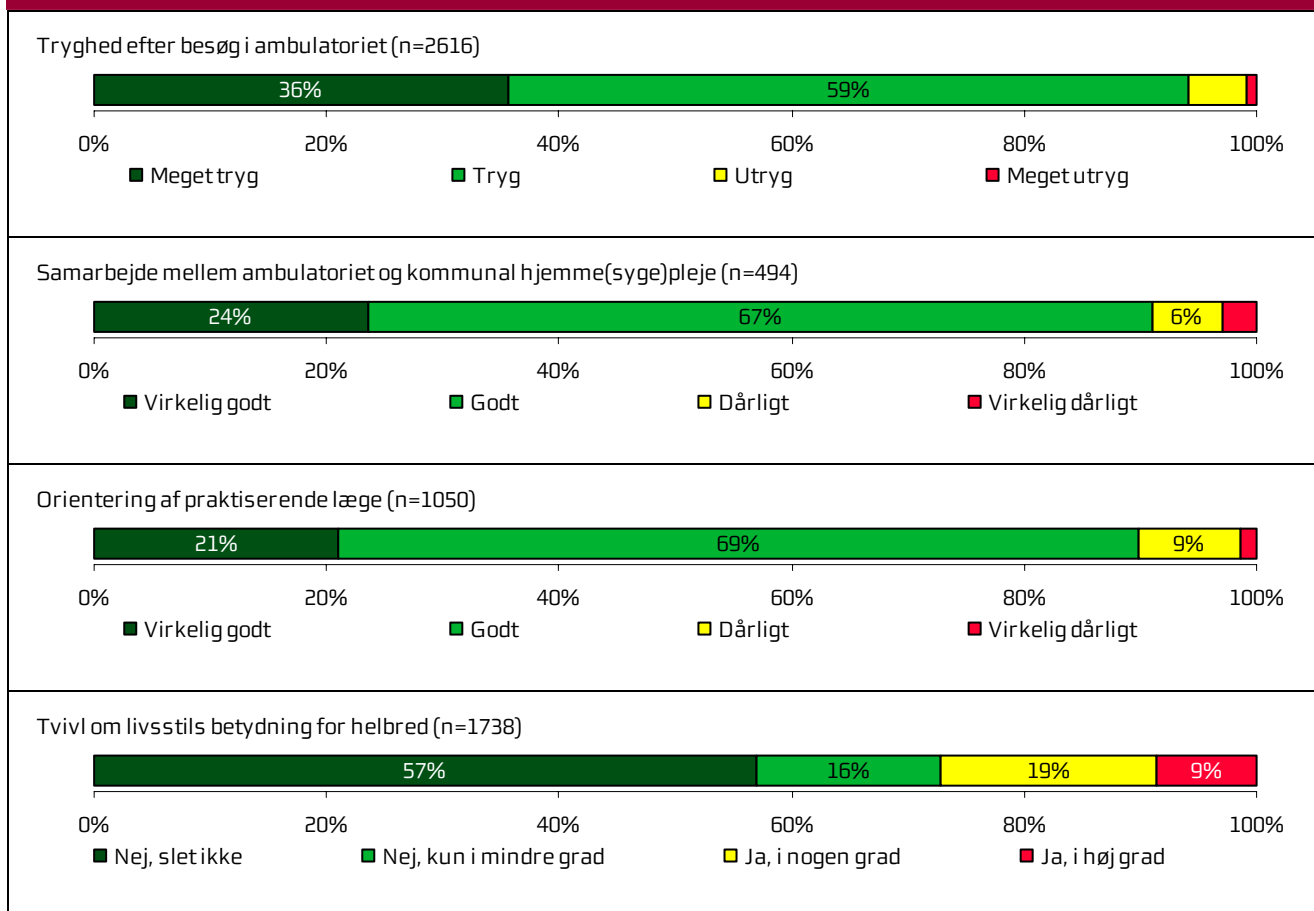 Tryghed efter besøg i ambulatoriet (n=2616)
36% 59%
0% 20% 40% 60% 80% 100%
Meget tryg Tryg Utryg Meget utryg
Samarbejde mellem ambulatoriet og kommunal hjemme(syge)pleje (n=494)
24% 67% 6%
0% 20% 40% 60% 80% 100%
Virkelig godt Godt Dårligt Virkelig dårligt
Orientering af praktiserende læge (n=1050)
21% 69% 9%
0% 20% 40% 60% 80% 100%
Virkelig godt Godt Dårligt Virkelig dårligt
Tvivl om livsstils betydning for helbred (n=1738)
57% 16% 19% 9%
0% 20% 40% 60% 80% 100%
Nej, slet ikke Nej, kun i mindre grad Ja, i nogen grad Ja, i høj grad